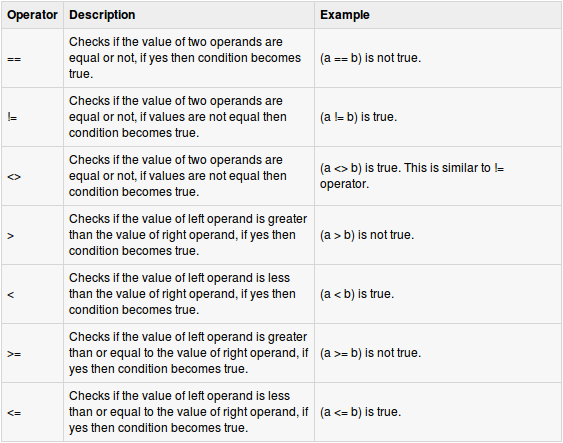 Operator Description Example
Checks if the value of two operands are
== equal or not, if yes then condition becomes (a == b) is not true.
true.
Checks if the value of two operands are
!= equal or not, if values are not equal then (a != b) is true.
condition becomes true.
Checks if the value of two operands are
<> equal or not, if values are not equal then (a <> b) is true. This is similar to !=
condition becomes true. operator.
Checks if the value of left operand is greater
> than the value of right operand, if yes then (a > b) is not true.
condition becomes true.
Checks if the value of left operand is less
< than the value of right operand, if yes then (a < b) is true.
condition becomes true.
Checks if the value of left operand is greater
>= than or equal to the value of right operand, if (a >= b) is not true.
yes then condition becomes true.
Checks if the value of left operand is less
<= than or equal to the value of right operand, if (a <= b) is true.
yes then condition becomes true.